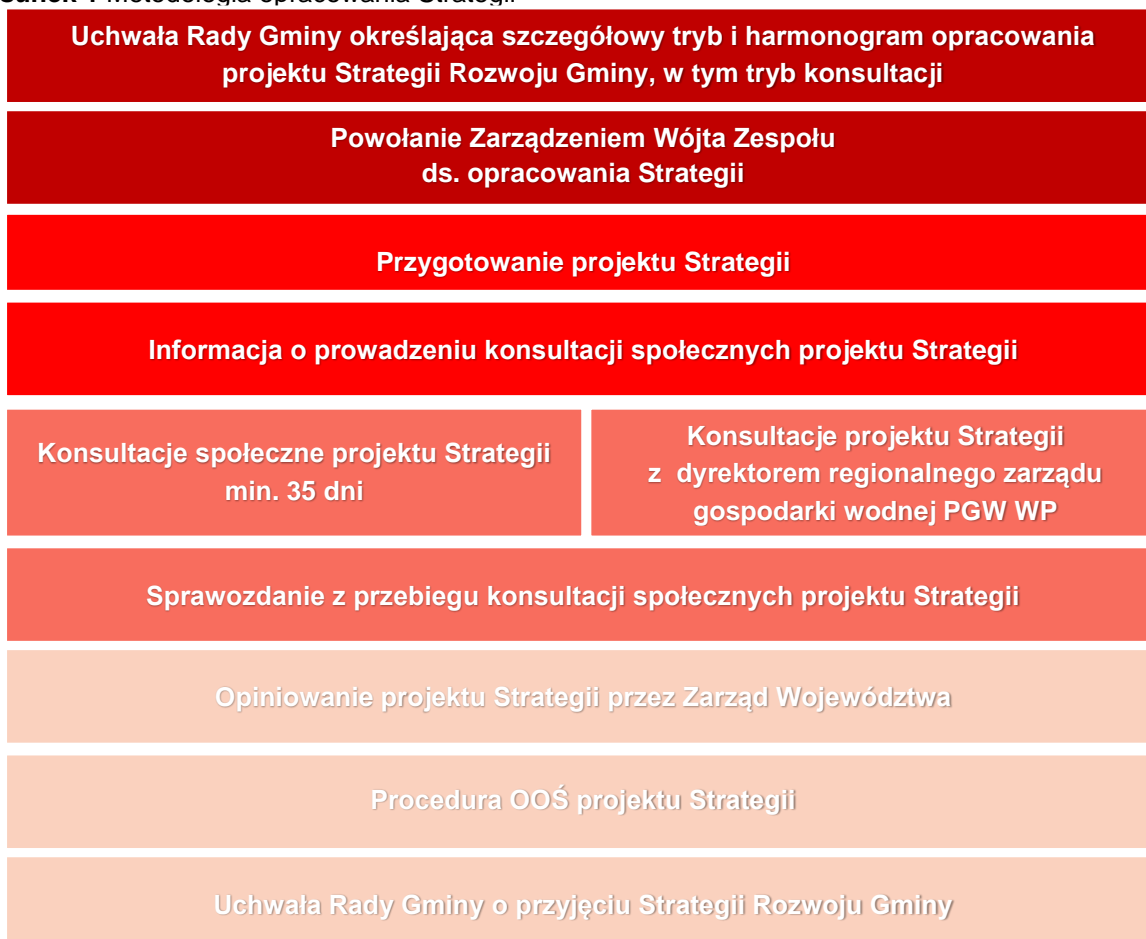 Metodologia opracowania Strategii
Uchwała Rady Gminy określająca szczegółowy tryb i harmonogram opracowania
projektu Strategii Rozwoju Gminy, w tym tryb konsultacji
Powołanie Zarządzeniem Wójta Zespołu
ds. opracowania Strategii
Przygotowanie projektu Strategii
Informacja o prowadzeniu konsultacji społecznych projektu Strategii
Konsultacje społeczne projektu Strategii
min. 35 dni
Konsultacje projektu Strategii
z dyrektorem regionalnego zarządu
gospodarki wodnej PGW WP
Sprawozdanie z przebiegu konsultacji społecznych projektu Strategii
Opiniowanie projektu Strategii przez Zarząd Województwa
Procedura OOŚ projektu Strategii
Uchwała Rady Gminy o przyjęciu Strategii Rozwoju Gminy